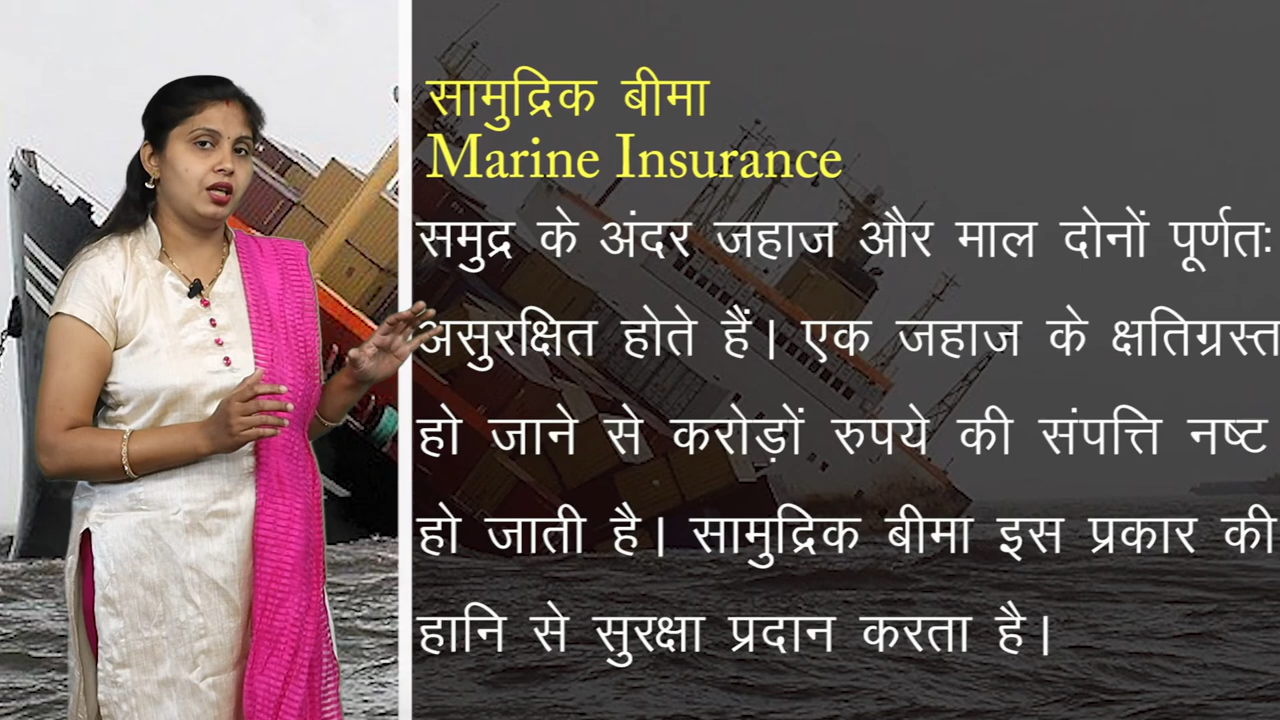 सामुद्रिक बीमा
Marine Insurance
समुद्र के अंदर जहाज और माल दोनों पूर्णतः
असुरक्षित होते हैं। एक जहाज के क्षतिग्रस्त
हो जाने से करोड़ों रुपये की संपत्ति नष्ट
हो जाती है। सामुद्रिक बीमा इस प्रकार की
हानि से सुरक्षा प्रदान करता है।